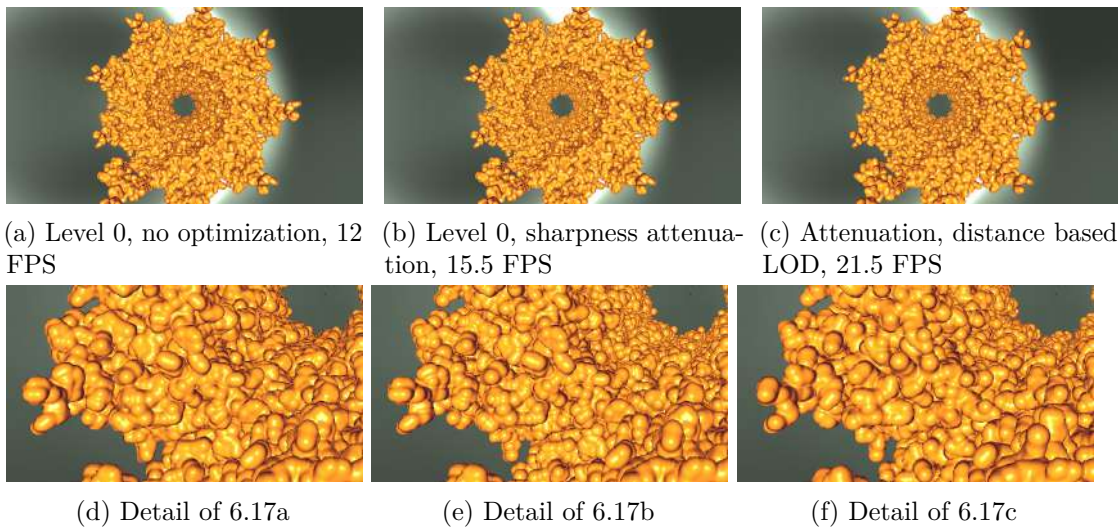 (a) Level 0, no optimization, 12
FPS
(b) Level 0, sharpness attenua-
tion, 15.5 FPS
(c) Attenuation, distance based
LOD, 21.5 FPS
(d) Detail of 6.17a
(e) Detail of 6.17b
(f) Detail of 6.17c